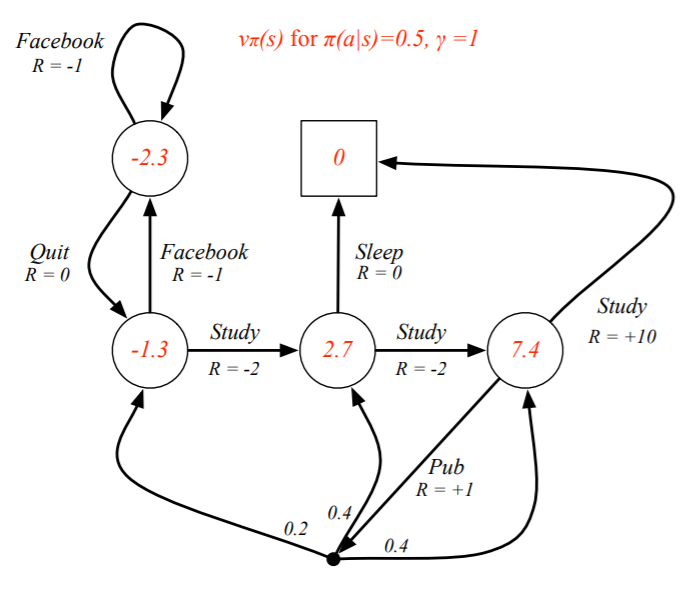 Facebook
R = -1
vπ(s) for π(a|s)=0.5, γ =1
-2.3
0
Quit
R = 0
Facebook
R = -1
Sleep
R = 0
Study
R = +10
-1.3
Study
R = -2
2.7
Study
R = -2
7.4
Pub
R = +1
0.2
0.4
0.4